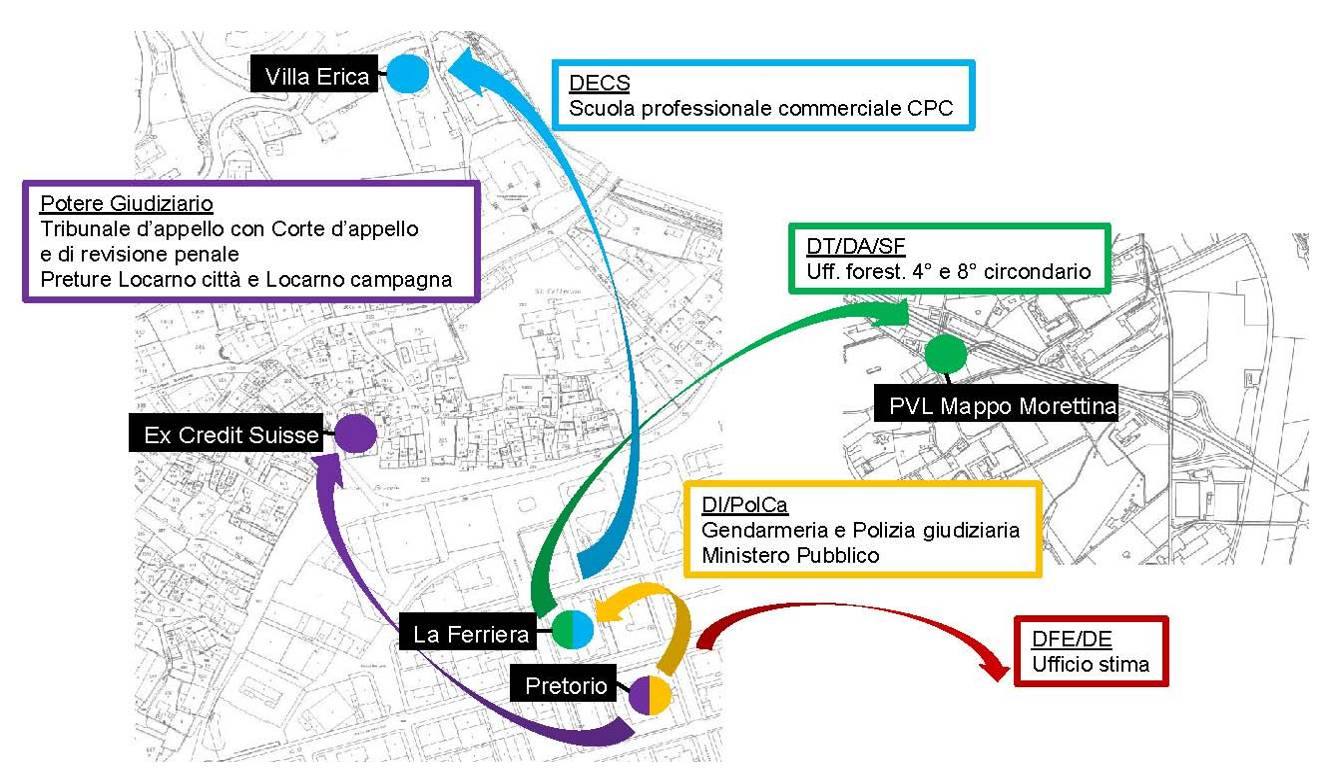 Villa Erica
DECS
Scuola professionale commerciale CPC
Potere Giudiziario
Tribunale d'appello con Corte d'appello
e di revisione penale
Preture Locarno città e Locarno campagna
DT/DA/SF
Uff. forest. 4° e 8° circondario
PVL Mappo Morettina
Ex Credit Suisse
DI/PolCa
Gendarmeria e Polizia giudiziaria
Ministero Pubblico
La Ferriera
Pretorio
DFE/DE
Ufficio stima